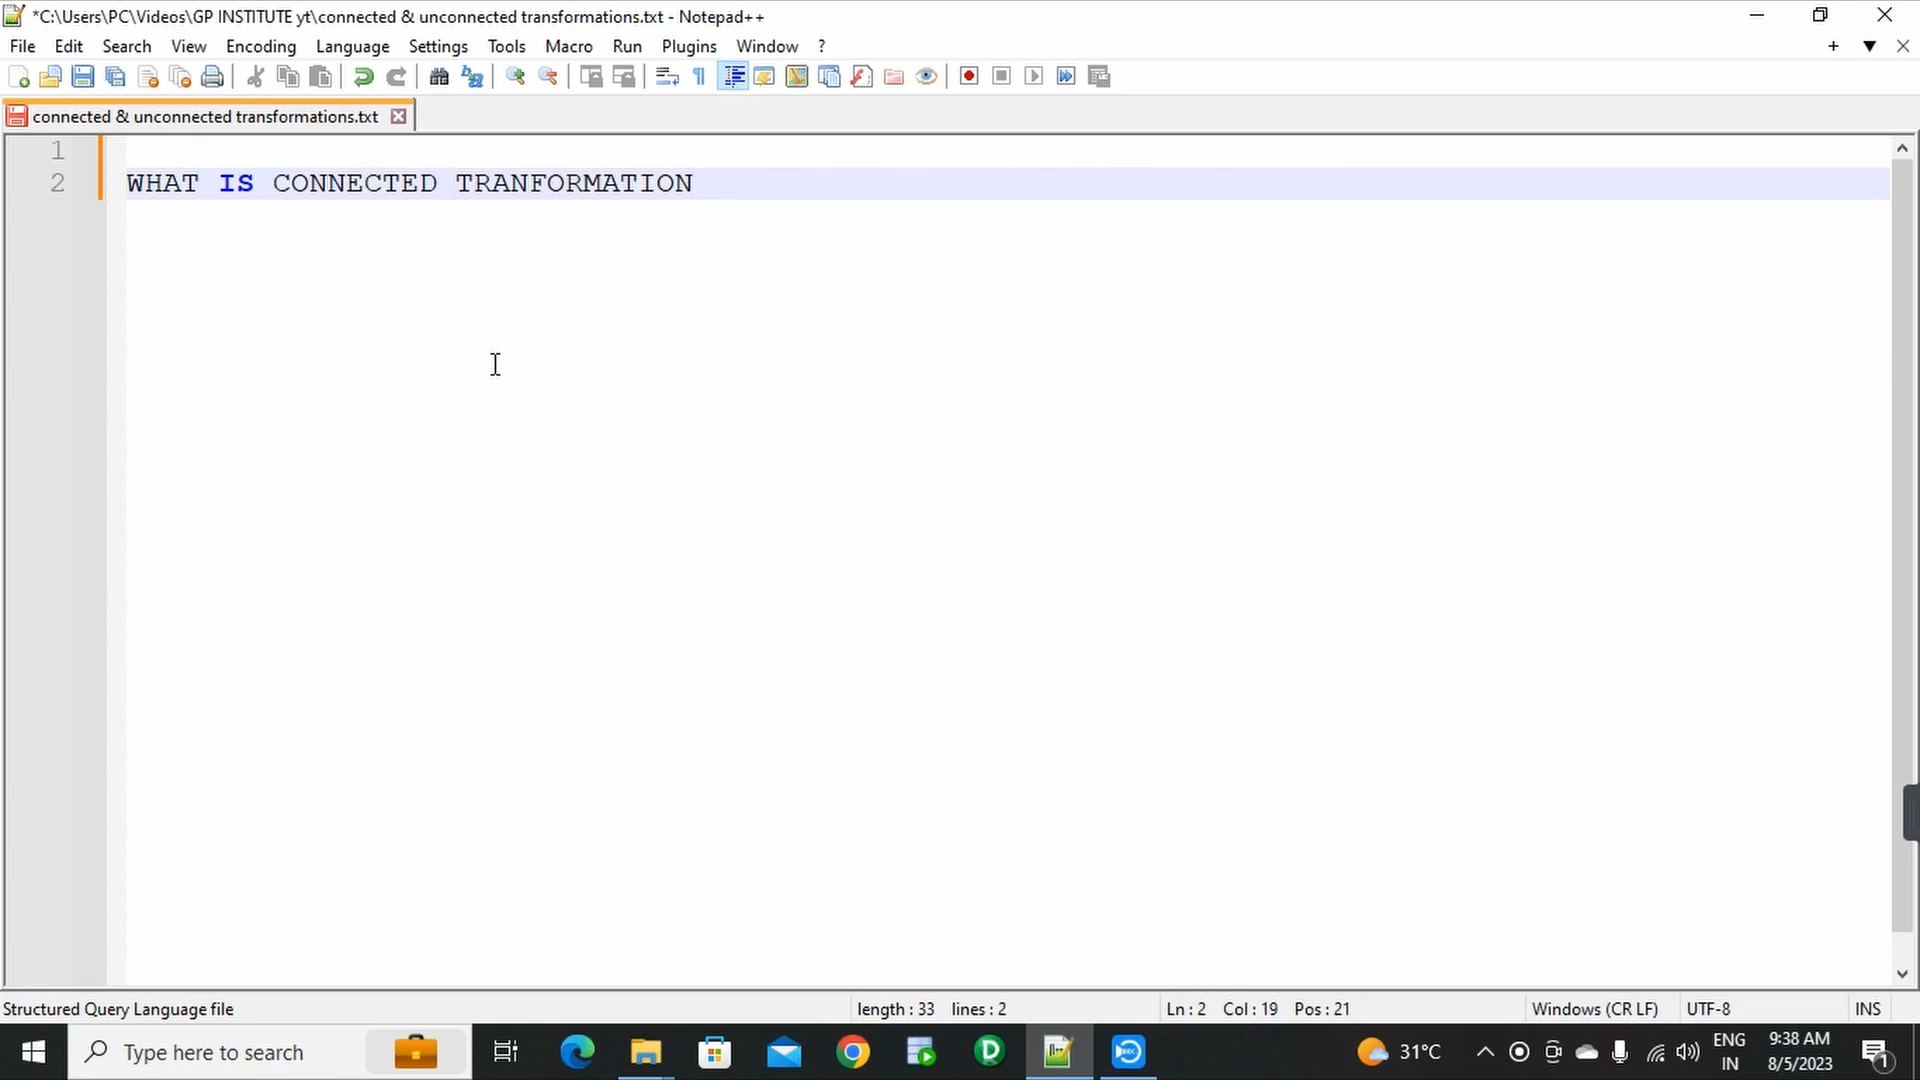 *C:\Users\PC\Videos\GP INSTITUTE yt\connected & unconnected transformations.txt - Notepad++
File Edit Search View Encoding Language Settings Tools Macro Run Plugins Window ?
connected & unconnected transformations.txt
1
2 WHAT IS CONNECTED TRANFORMATION
Structured Query Language file length : 33 lines : 2 Ln : 2 Col : 19 Pos : 21 Windows (CR LF) UTF-8 INS
Type here to search 31°C ENG 9:38 AM
IN 8/5/2023 1